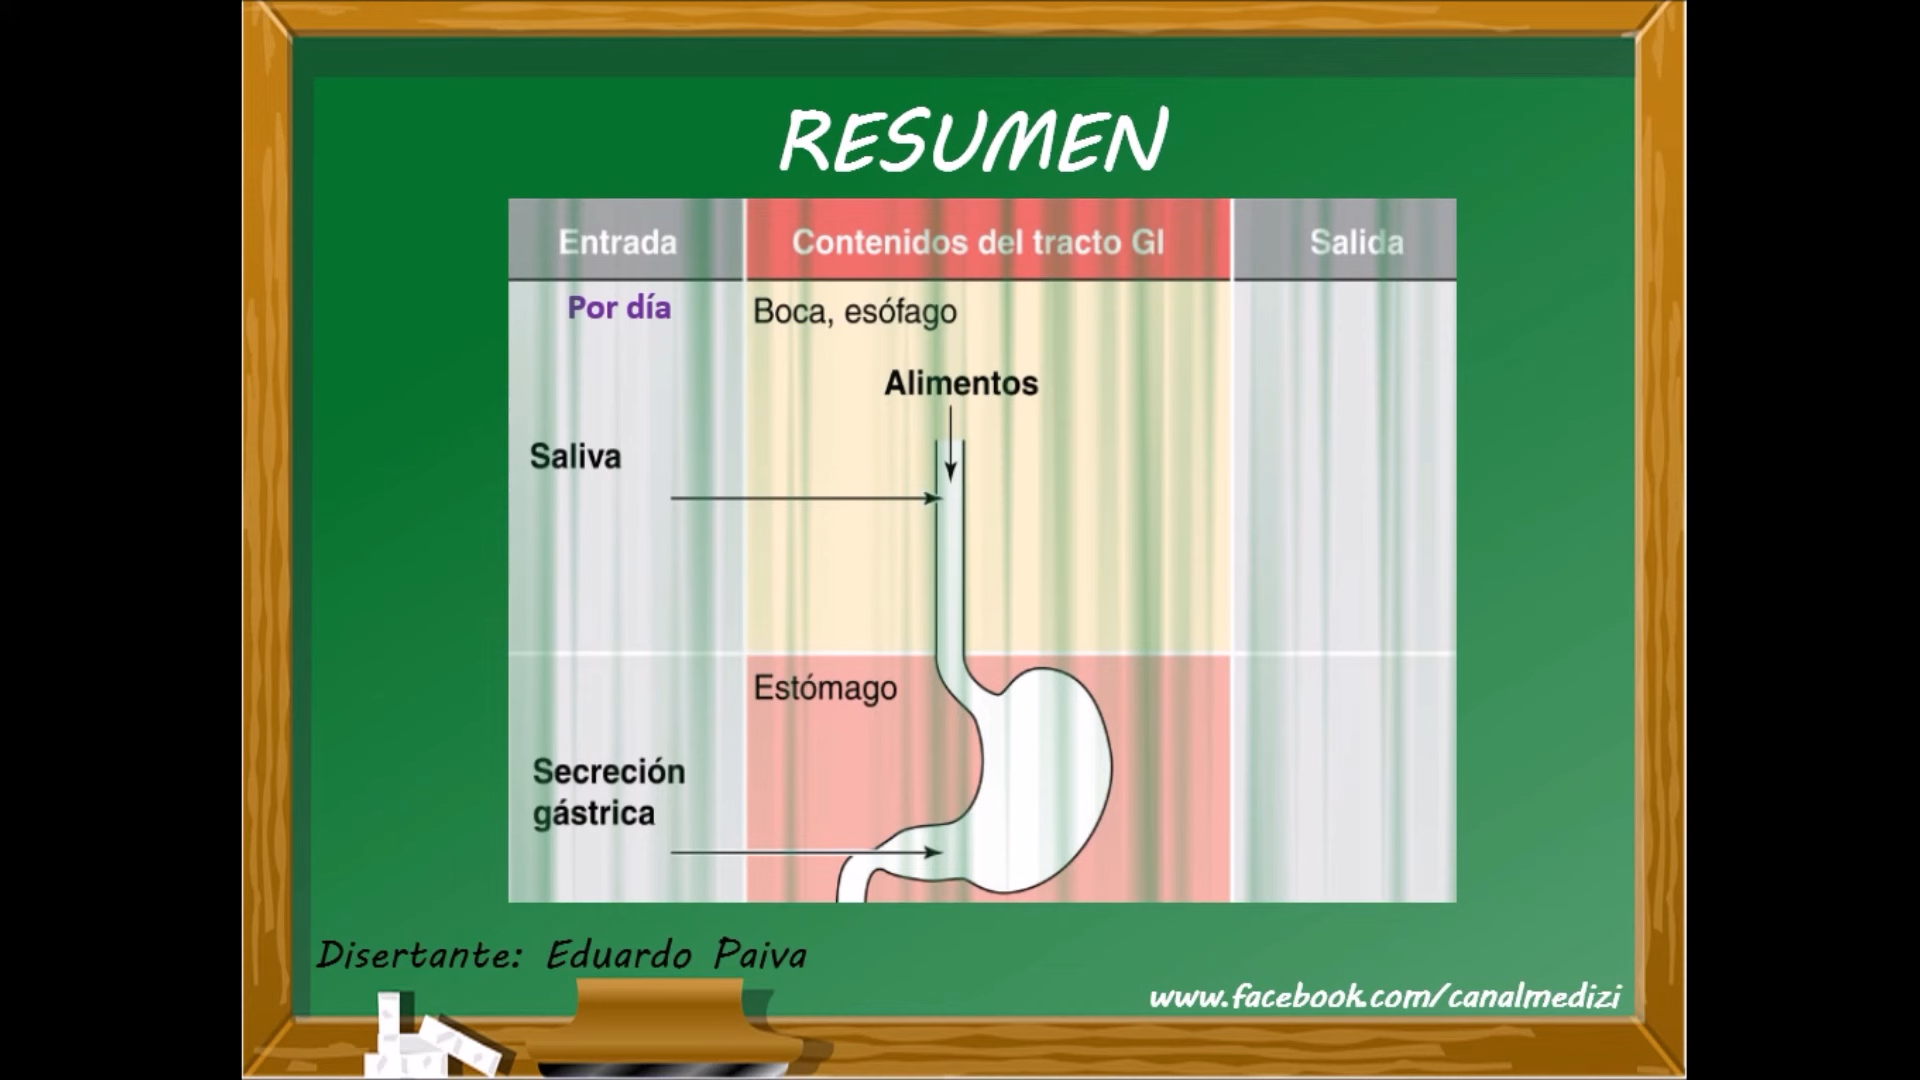 RESUMEN
Entrada
Contenidos del tracto GI
Salida
Por día
Boca, esófago
Alimentos
Saliva
Estómago
Secreción
gástrica
Disertante: Eduardo Paiva
www.facebook.com/canalmedizi